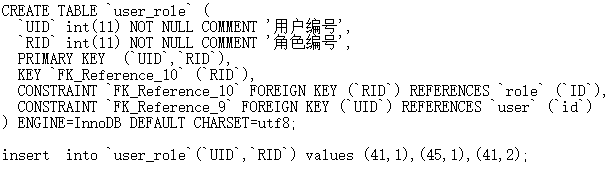 CREATE TABLE `user_role` (
  `UID` int(11) NOT NULL COMMENT '用户编号',
  `RID` int(11) NOT NULL COMMENT '角色编号',
  PRIMARY KEY  (`UID`,`RID`),
  KEY `FK_Reference_10` (`RID`),
  CONSTRAINT `FK_Reference_10` FOREIGN KEY (`RID`) REFERENCES `role` (`ID`),
  CONSTRAINT `FK_Reference_9` FOREIGN KEY (`UID`) REFERENCES `user` (`id`)
) ENGINE=InnoDB DEFAULT CHARSET=utf8;

insert  into `user_role`(`UID`,`RID`) values (41,1),(45,1),(41,2);